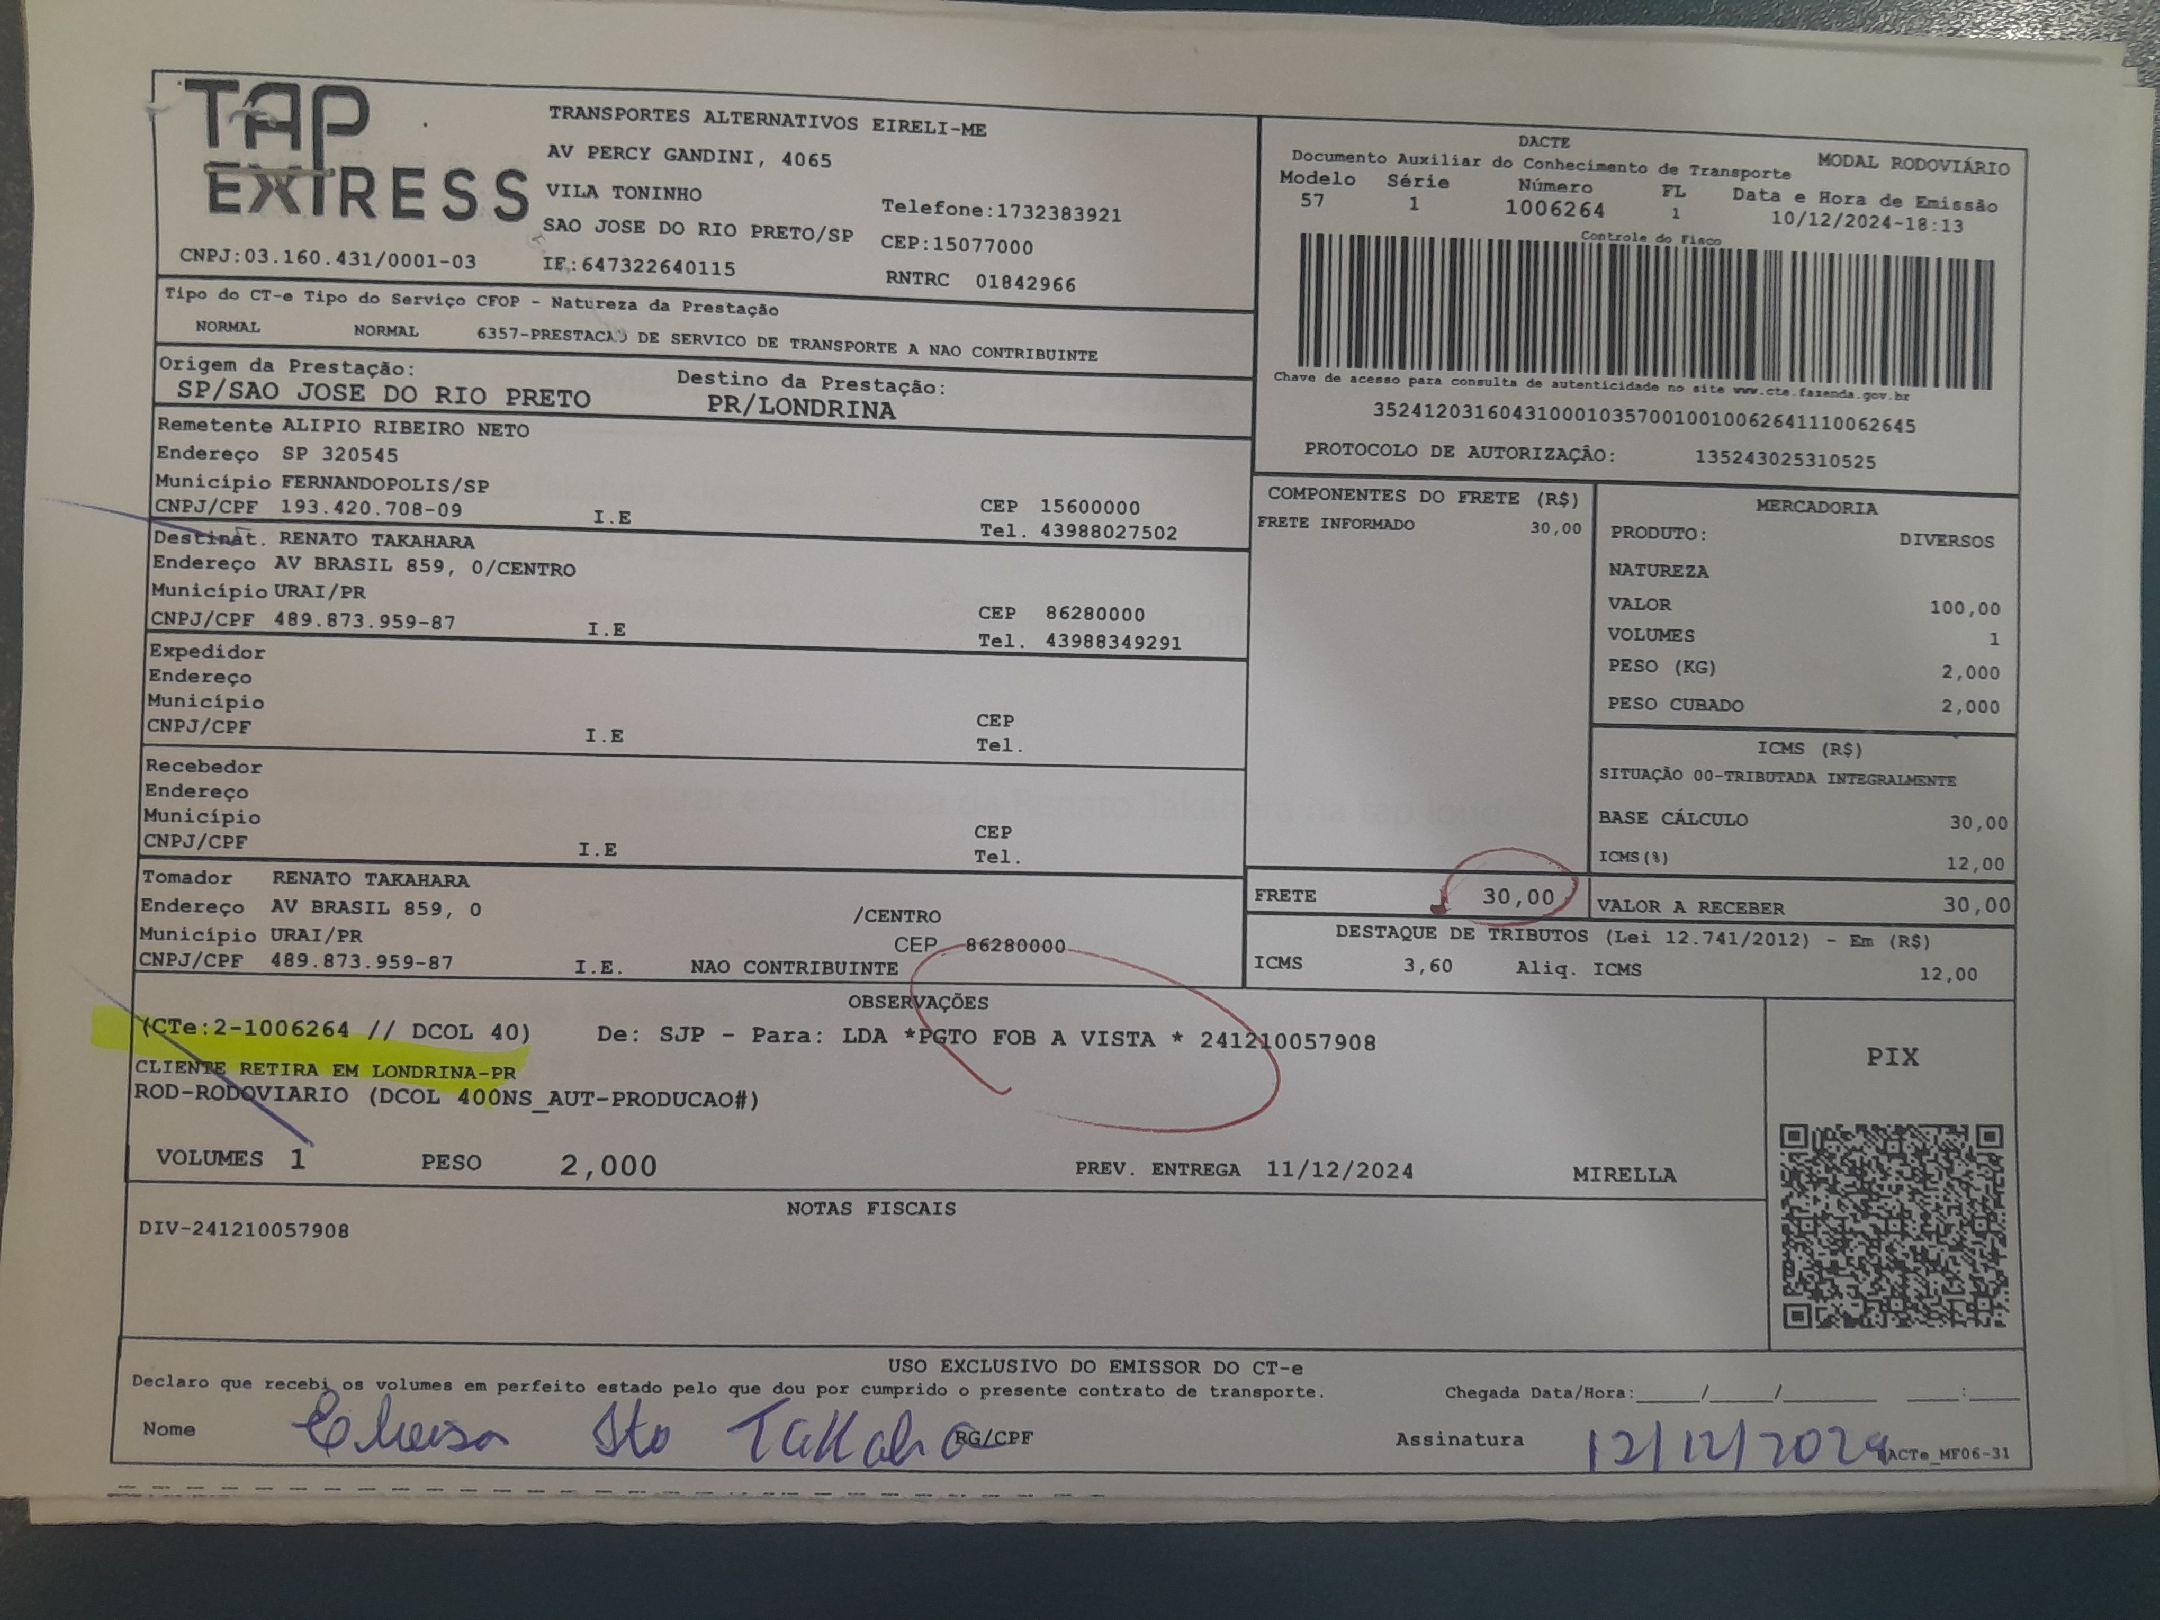 TAP
EXPRESS
TRANSPORTES ALTERNATIVOS EIRELI-ME
AV PERCY GANDINI, 4065
VILA TONINHO
Telefone:1732383921
SAO JOSE DO RIO PRETO/SP CEP:15077000
CNPJ:03.160.431/0001-03 IE:647322640115 RNTRC 01842966
DACTE
Documento Auxiliar do Conhecimento de Transporte MODAL RODOVIÁRIO
Modelo Série Número FL Data e Hora de Emissão
57 1 1006264 1 10/12/2024-18:13
Controle do Fisco
Chave de acesso para consulta de autenticidade no site www.cte.fazenda.gov.br
35241203160431000103570010010062641110062645
PROTOCOLO DE AUTORIZAÇÃO: 135243025310525
Tipo do CT-e Tipo do Serviço CFOP - Natureza da Prestação
NORMAL NORMAL 6357-PRESTACAO DE SERVICO DE TRANSPORTE A NAO CONTRIBUINTE
Origem da Prestação: Destino da Prestação:
SP/SAO JOSE DO RIO PRETO PR/LONDRINA
Remetente ALIPIO RIBEIRO NETO
Endereço SP 320545
Município FERNANDOPOLIS/SP CEP 15600000
CNPJ/CPF 193.420.708-09 I.E Tel. 43988027502
Destinat. RENATO TAKAHARA
Endereço AV BRASIL 859, 0/CENTRO
Município URAI/PR CEP 86280000
CNPJ/CPF 489.873.959-87 I.E Tel. 43988349291
Expedidor
Endereço
Município CEP
CNPJ/CPF I.E Tel.
Recebedor
Endereço
Município CEP
CNPJ/CPF I.E Tel.
Tomador RENATO TAKAHARA
Endereço AV BRASIL 859, 0 /CENTRO
Município URAI/PR CEP 86280000
CNPJ/CPF 489.873.959-87 I.E. NAO CONTRIBUINTE
COMPONENTES DO FRETE (R$)
FRETE INFORMADO 30,00
MERCADORIA
PRODUTO: DIVERSOS
NATUREZA
VALOR 100,00
VOLUMES 1
PESO (KG) 2,000
PESO CUBADO 2,000
ICMS (R$)
SITUAÇÃO 00-TRIBUTADA INTEGRALMENTE
BASE CÁLCULO 30,00
ICMS(%) 12,00
FRETE 30,00 VALOR A RECEBER 30,00
DESTAQUE DE TRIBUTOS (Lei 12.741/2012) - Em (R$)
ICMS 3,60 Aliq. ICMS 12,00
OBSERVAÇÕES
(CTe:2-1006264 // DCOL 40) De: SJP - Para: LDA *PGTO FOB A VISTA * 241210057908
CLIENTE RETIRA EM LONDRINA-PR
ROD-RODOVIARIO (DCOL 400NS_AUT-PRODUCAO#)
VOLUMES 1 PESO 2,000 PREV. ENTREGA 11/12/2024 MIRELLA
PIX
NOTAS FISCAIS
DIV-241210057908
USO EXCLUSIVO DO EMISSOR DO CT-e
Declaro que recebi os volumes em perfeito estado pelo que dou por cumprido o presente contrato de transporte. Chegada Data/Hora:____/____/____ __:__
Nome Takahara RG/CPF Assinatura 12/12/2024 DACTe_MF06-31